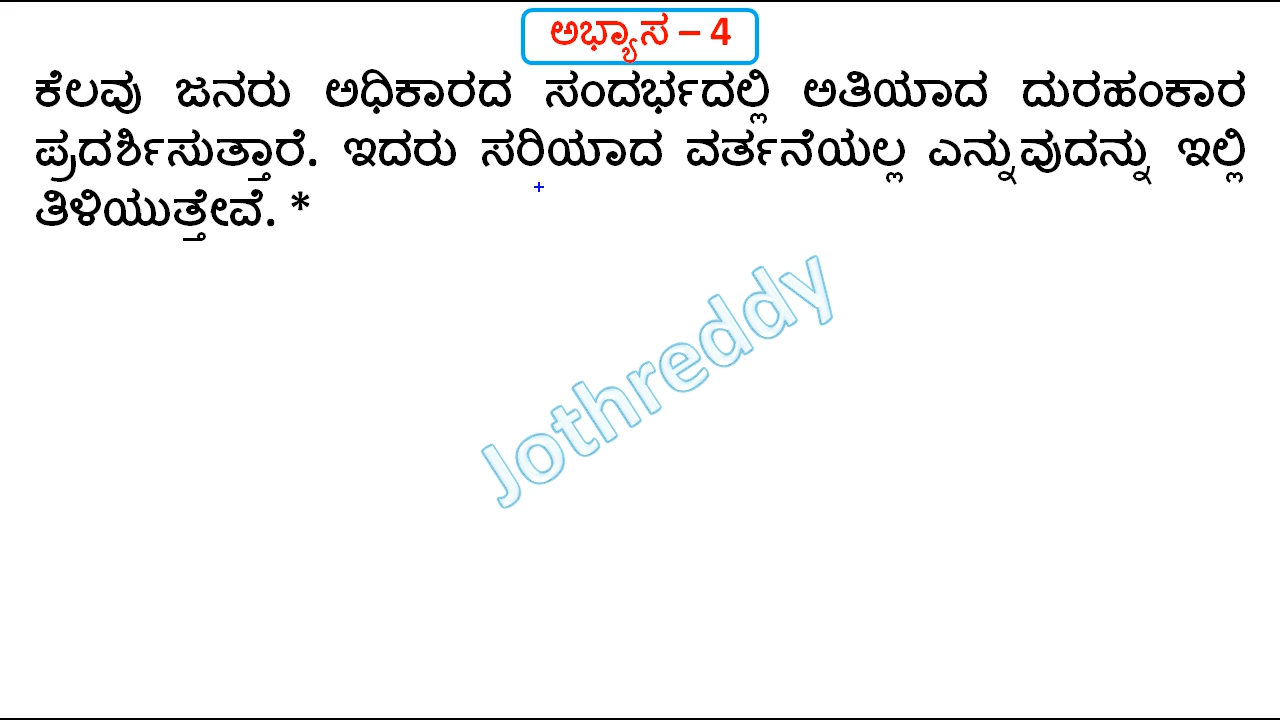 ಅಭ್ಯಾಸ – 4
ಕೆಲವು ಜನರು ಅಧಿಕಾರದ ಸಂದರ್ಭದಲ್ಲಿ ಅತಿಯಾದ ದುರಹಂಕಾರ
ಪ್ರದರ್ಶಿಸುತ್ತಾರೆ. ಇದರು ಸರಿಯಾದ ವರ್ತನೆಯಲ್ಲ ಎನ್ನುವುದನ್ನು ಇಲ್ಲಿ
ತಿಳಿಯುತ್ತೇವೆ. *
Jothreddy